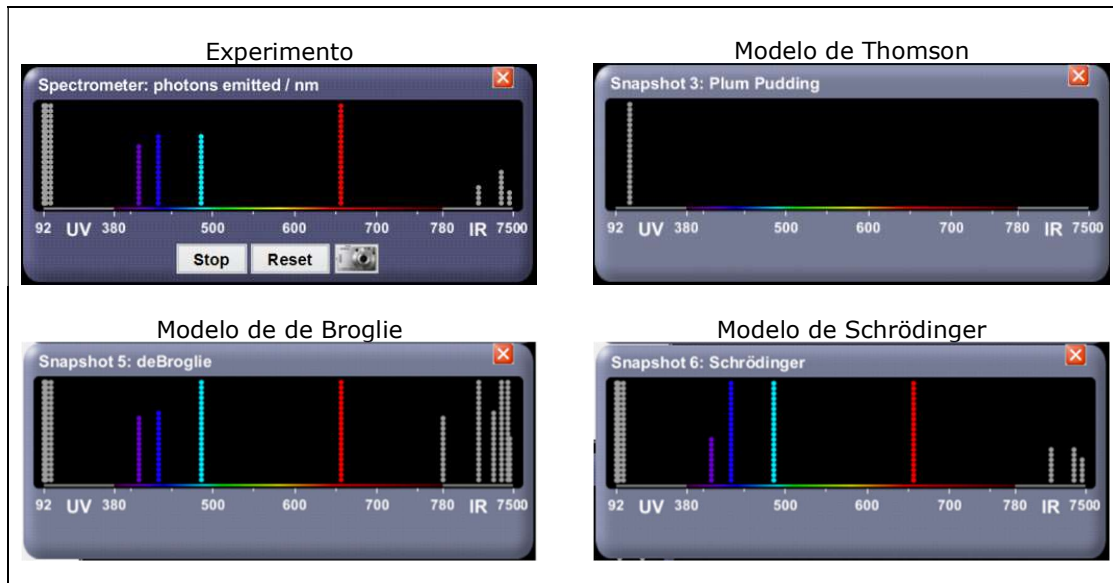 Experimento
Spectrometer: photons emitted / nm
92 UV 380 500 600 700 780 IR 7500
Stop Reset
Modelo de Thomson
Snapshot 3: Plum Pudding
92 UV 380 500 600 700 780 IR 7500
Modelo de de Broglie
Snapshot 5: deBroglie
92 UV 380 500 600 700 780 IR 7500
Modelo de Schrödinger
Snapshot 6: Schrödinger
92 UV 380 500 600 700 780 IR 7500